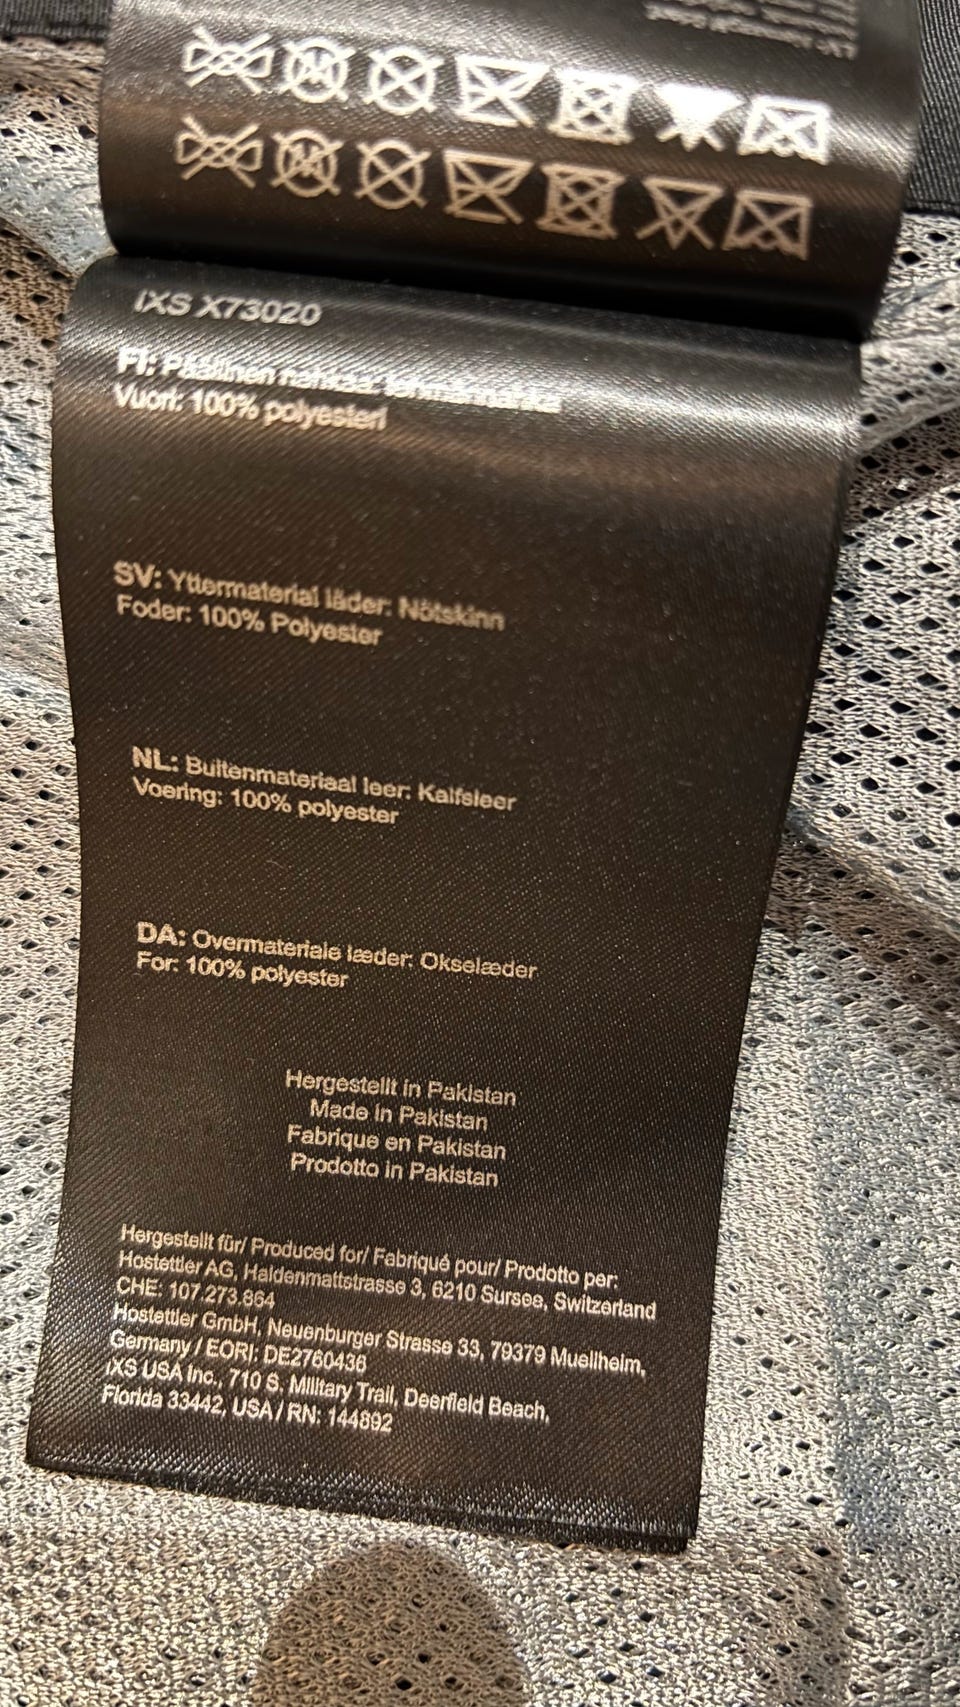 iXS X73020
FI: Päällinen nahkaa: lehmännahka
Vuori: 100% polyesteri
SV: Yttermaterial läder: Nötskinn
Foder: 100% Polyester
NL: Buitenmateriaal leer: Kalfsleer
Voering: 100% polyester
DA: Overmateriale læder: Okselæder
For: 100% polyester
Hergestellt in Pakistan
Made in Pakistan
Fabrique en Pakistan
Prodotto in Pakistan
Hergestellt für/ Produced for/ Fabriqué pour/ Prodotto per:
Hostettler AG, Haldenmattstrasse 3, 6210 Sursee, Switzerland
CHE: 107.273.864
Hostettler GmbH, Neuenburger Strasse 33, 79379 Muellheim,
Germany / EORI: DE2760436
iXS USA Inc., 710 S, Military Trail, Deerfield Beach,
Florida 33442, USA / RN: 144892